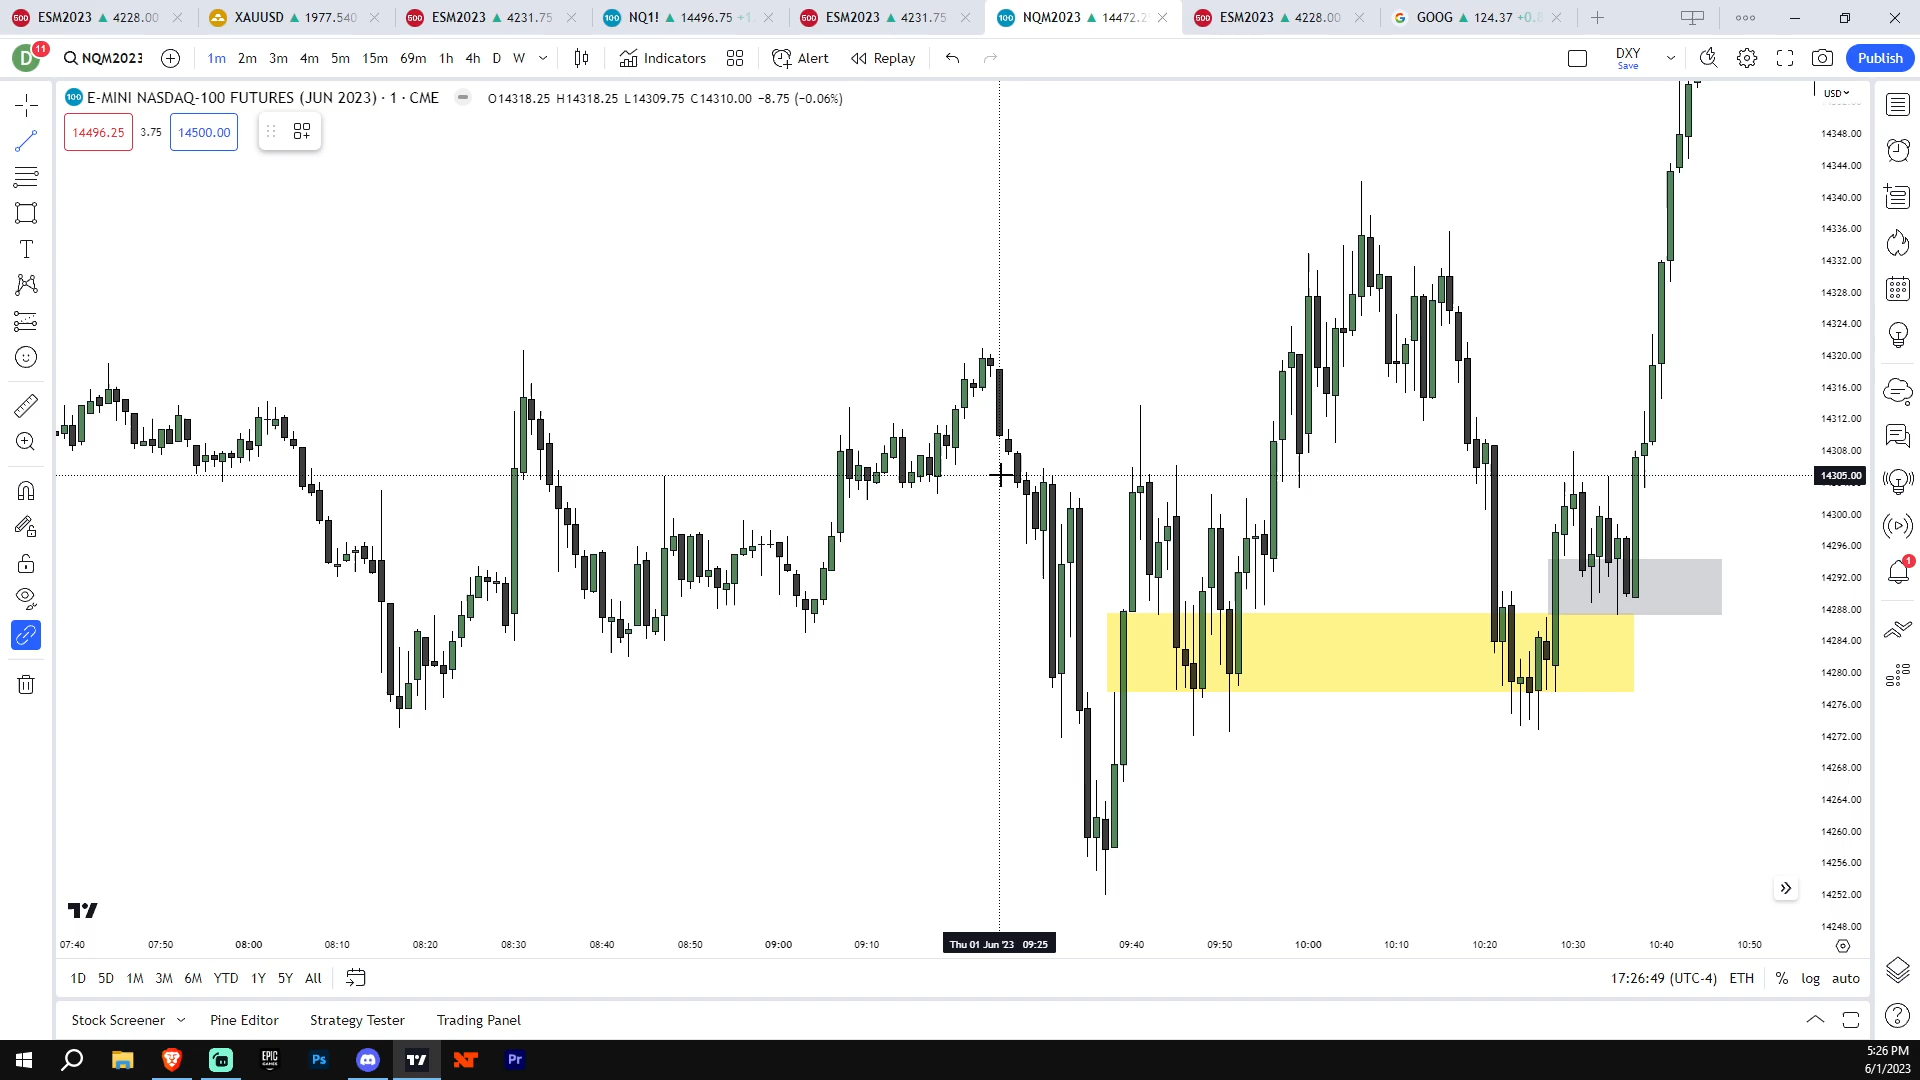 ESM2023 ▲ 4228.00
XAUUSD ▲ 1977.540
ESM2023 ▲ 4231.75
NQ1! ▲ 14496.75
ESM2023 ▲ 4231.75
NQM2023 ▲ 14472.2
ESM2023 ▲ 4228.00
GOOG ▲ 124.37 +0.8
D 11 NQM2023 1m 2m 3m 4m 5m 15m 69m 1h 4h D W Indicators Alert Replay DXY Save Publish
100 E-MINI NASDAQ-100 FUTURES (JUN 2023) · 1 · CME O14318.25 H14318.25 L14309.75 C14310.00 −8.75 (−0.06%)
USD
14496.25 3.75 14500.00
14348.00
14344.00
14340.00
14336.00
14332.00
14328.00
14324.00
14320.00
14316.00
14312.00
14308.00
14305.00
14300.00
14296.00
14292.00
14288.00
14284.00
14280.00
14276.00
14272.00
14268.00
14264.00
14260.00
14256.00
14252.00
14248.00
07:40 07:50 08:00 08:10 08:20 08:30 08:40 08:50 09:00 09:10 Thu 01 Jun '23 09:25 09:40 09:50 10:00 10:10 10:20 10:30 10:40 10:50
1D 5D 1M 3M 6M YTD 1Y 5Y All 17:26:49 (UTC-4) ETH % log auto
Stock Screener Pine Editor Strategy Tester Trading Panel
EPIC GAMES Ps Pr
5:26 PM
6/1/2023